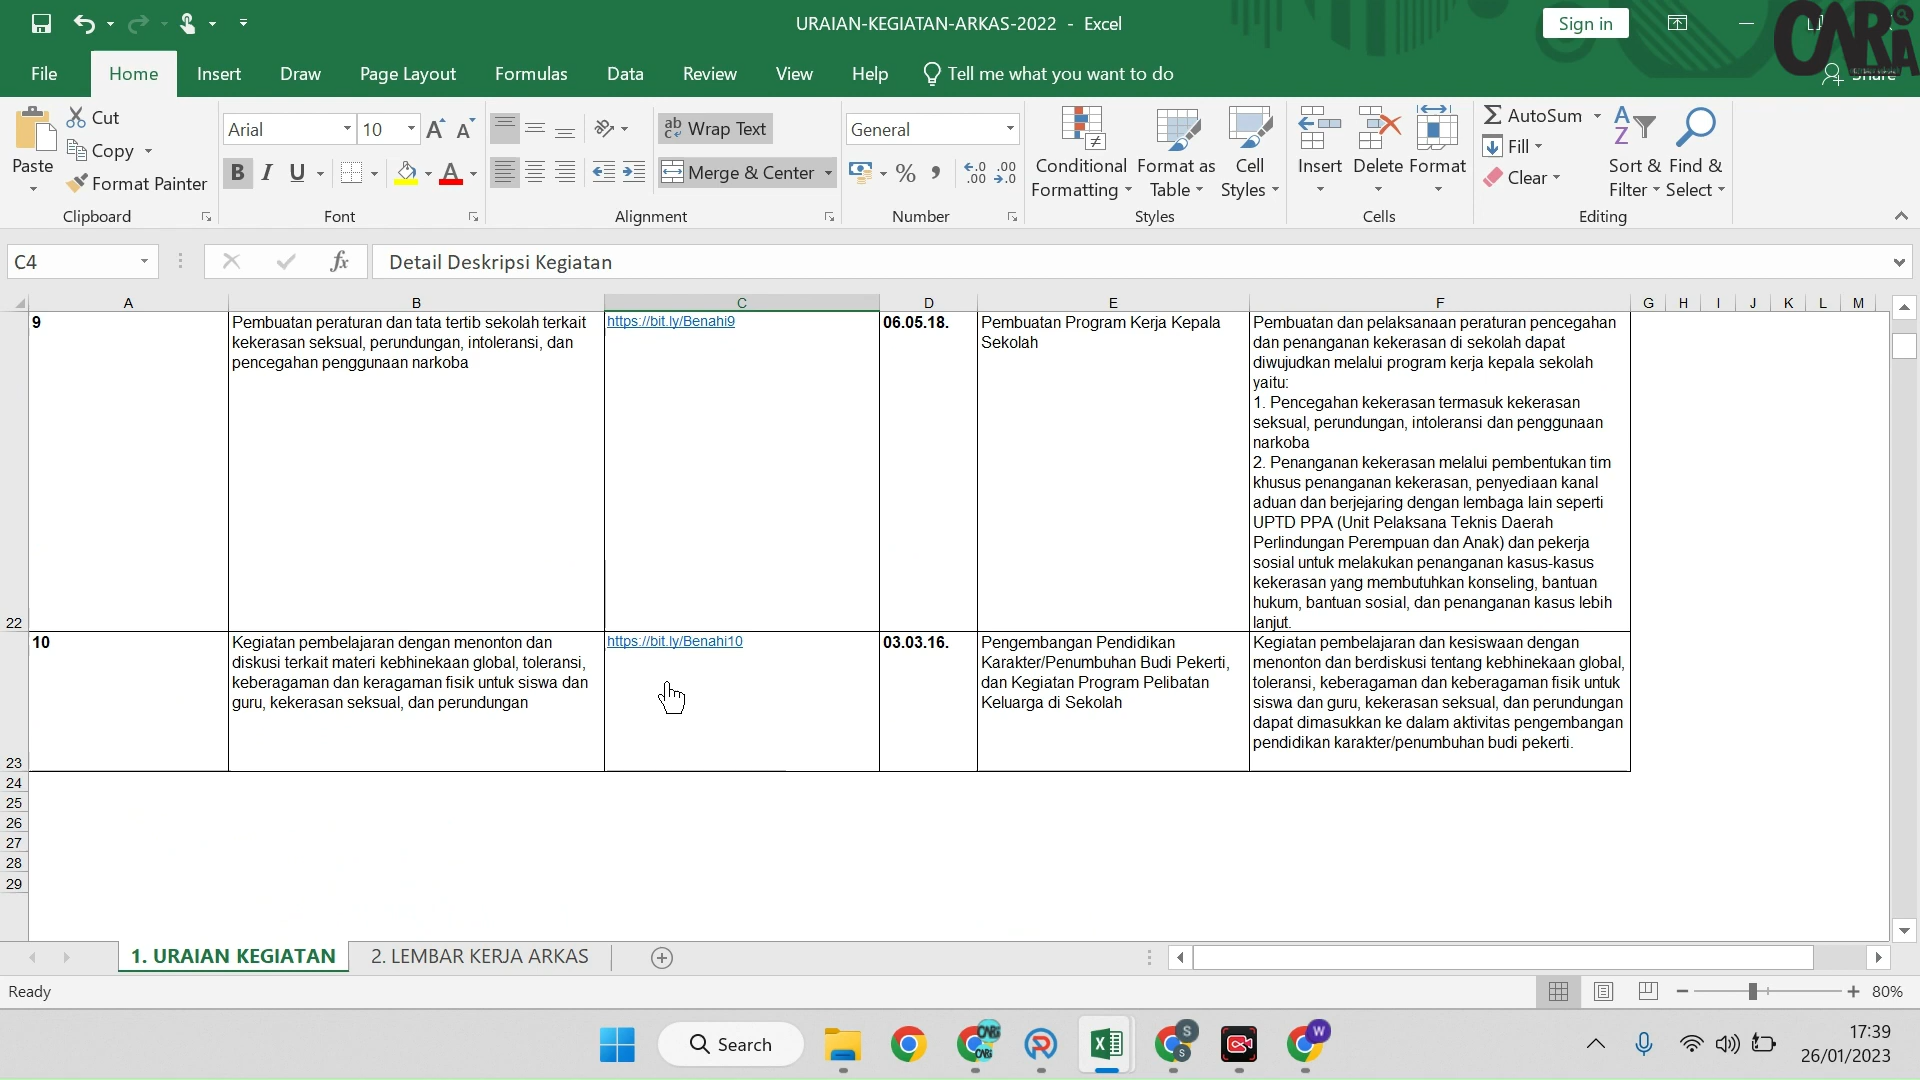 URAIAN-KEGIATAN-ARKAS-2022 - Excel
Sign in
CARA
File
Home
Insert
Draw
Page Layout
Formulas
Data
Review
View
Help
Tell me what you want to do
Share
Paste
Cut
Copy
Format Painter
Clipboard
Arial
10
B I U
Font
Wrap Text
Merge & Center
Alignment
General
Number
Conditional
Formatting
Format as
Table
Cell
Styles
Styles
Insert
Delete
Format
Cells
AutoSum
Fill
Clear
Sort &
Filter
Find &
Select
Editing
C4
fx
Detail Deskripsi Kegiatan
A B C D E F G H I J K L M
9
Pembuatan peraturan dan tata tertib sekolah terkait
kekerasan seksual, perundungan, intoleransi, dan
pencegahan penggunaan narkoba
https://bit.ly/Benahi9
06.05.18.
Pembuatan Program Kerja Kepala
Sekolah
Pembuatan dan pelaksanaan peraturan pencegahan
dan penanganan kekerasan di sekolah dapat
diwujudkan melalui program kerja kepala sekolah
yaitu:
1. Pencegahan kekerasan termasuk kekerasan
seksual, perundungan, intoleransi dan penggunaan
narkoba
2. Penanganan kekerasan melalui pembentukan tim
khusus penanganan kekerasan, penyediaan kanal
aduan dan berjejaring dengan lembaga lain seperti
UPTD PPA (Unit Pelaksana Teknis Daerah
Perlindungan Perempuan dan Anak) dan pekerja
sosial untuk melakukan penanganan kasus-kasus
kekerasan yang membutuhkan konseling, bantuan
hukum, bantuan sosial, dan penanganan kasus lebih
lanjut.
22
10
Kegiatan pembelajaran dengan menonton dan
diskusi terkait materi kebhinekaan global, toleransi,
keberagaman dan keragaman fisik untuk siswa dan
guru, kekerasan seksual, dan perundungan
https://bit.ly/Benahi10
03.03.16.
Pengembangan Pendidikan
Karakter/Penumbuhan Budi Pekerti,
dan Kegiatan Program Pelibatan
Keluarga di Sekolah
Kegiatan pembelajaran dan kesiswaan dengan
menonton dan berdiskusi tentang kebhinekaan global,
toleransi, keberagaman dan keberagaman fisik untuk
siswa dan guru, kekerasan seksual, dan perundungan
dapat dimasukkan ke dalam aktivitas pengembangan
pendidikan karakter/penumbuhan budi pekerti.
23
24
25
26
27
28
29
1. URAIAN KEGIATAN
2. LEMBAR KERJA ARKAS
Ready
80%
Search
17:39
26/01/2023